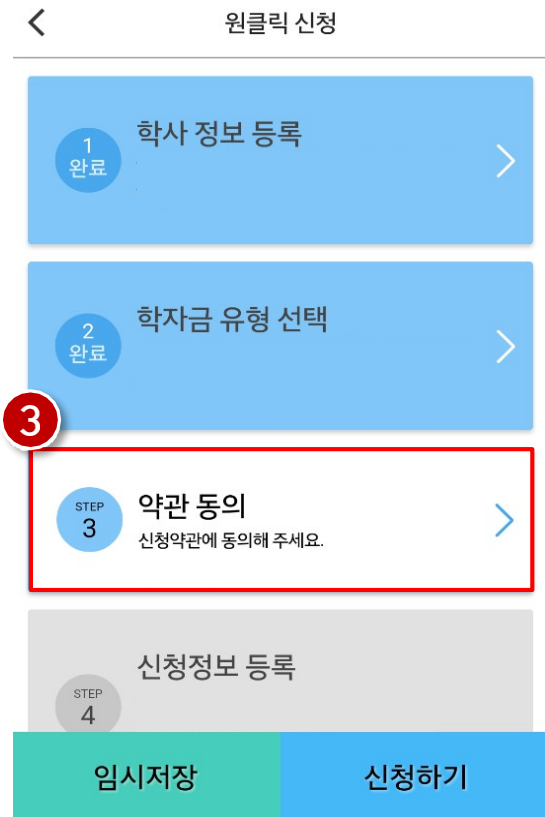 원클릭 신청
1
완료
학사 정보 등록
2
완료
학자금 유형 선택
3
STEP
3
약관 동의
신청약관에 동의해 주세요.
STEP
4
신청정보 등록
임시저장
신청하기